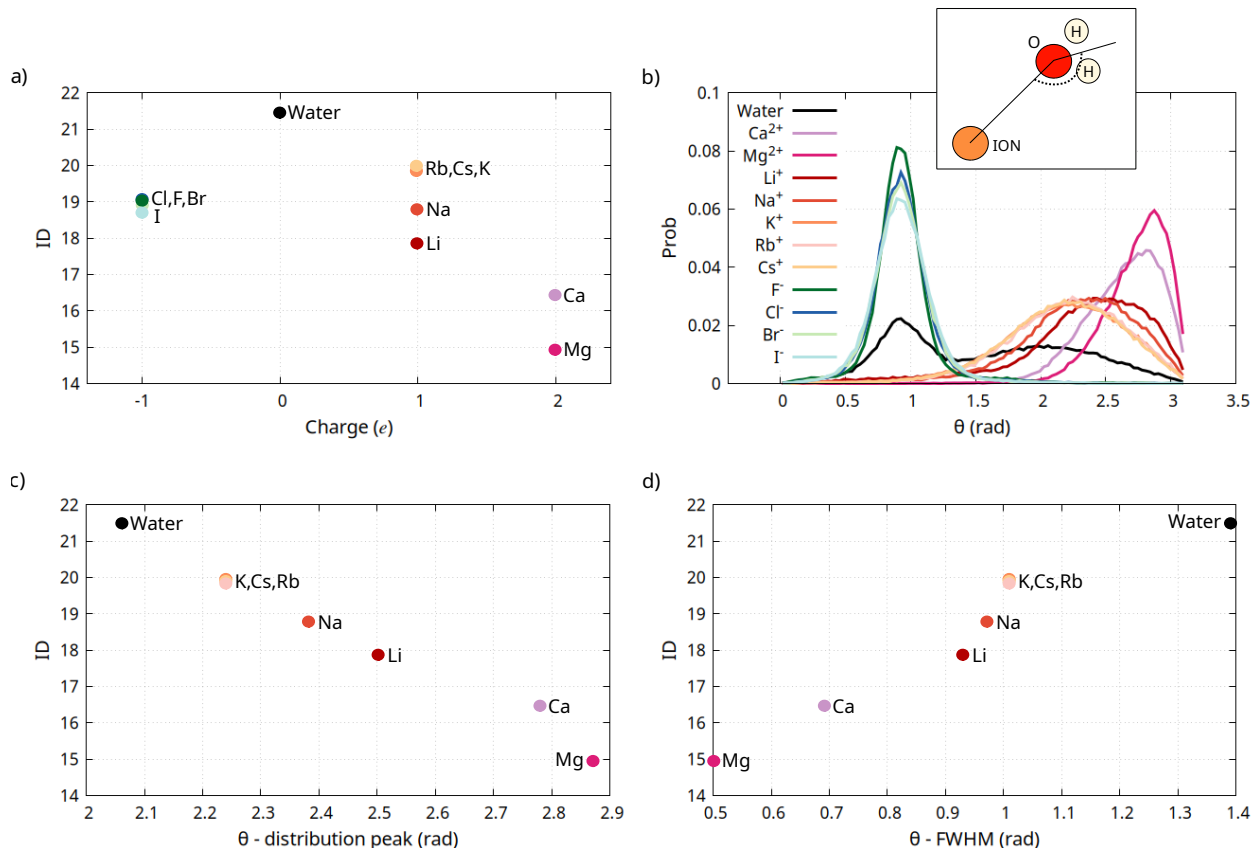 a)
22
21
20
19
18
17
16
15
14
ID
Water
Rb,Cs,K
Cl,F,Br
I
Na
Li
Ca
Mg
-1
0
1
2
Charge (e)
b)
O
H
H
ION
0.1
0.08
0.06
0.04
0.02
0
Prob
Water
Ca2+
Mg2+
Li+
Na+
K+
Rb+
Cs+
F-
Cl-
Br-
I-
0
0.5
1
1.5
2
2.5
3
3.5
θ (rad)
c)
22
21
20
19
18
17
16
15
14
ID
Water
K,Cs,Rb
Na
Li
Ca
Mg
2
2.1
2.2
2.3
2.4
2.5
2.6
2.7
2.8
2.9
θ - distribution peak (rad)
d)
22
21
20
19
18
17
16
15
14
ID
Water
K,Cs,Rb
Na
Li
Ca
Mg
0.5
0.6
0.7
0.8
0.9
1
1.1
1.2
1.3
1.4
θ - FWHM (rad)